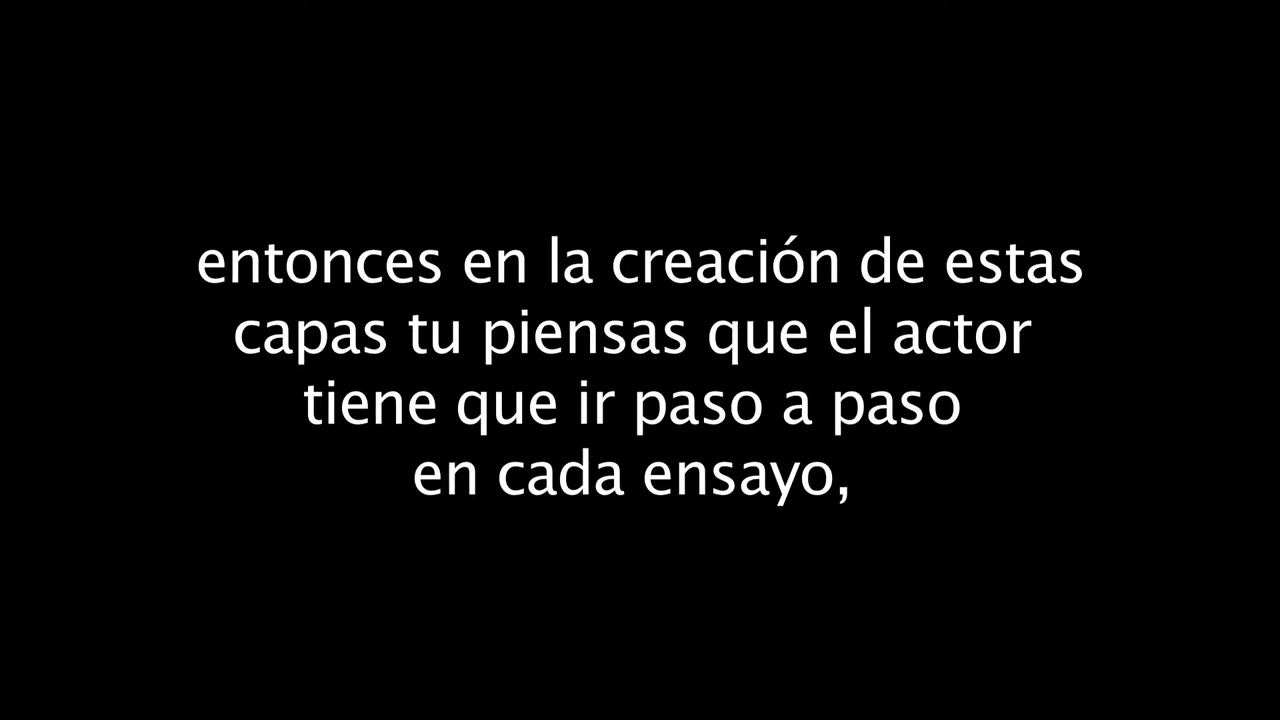 entonces en la creación de estas
capas tu piensas que el actor
tiene que ir paso a paso
en cada ensayo,